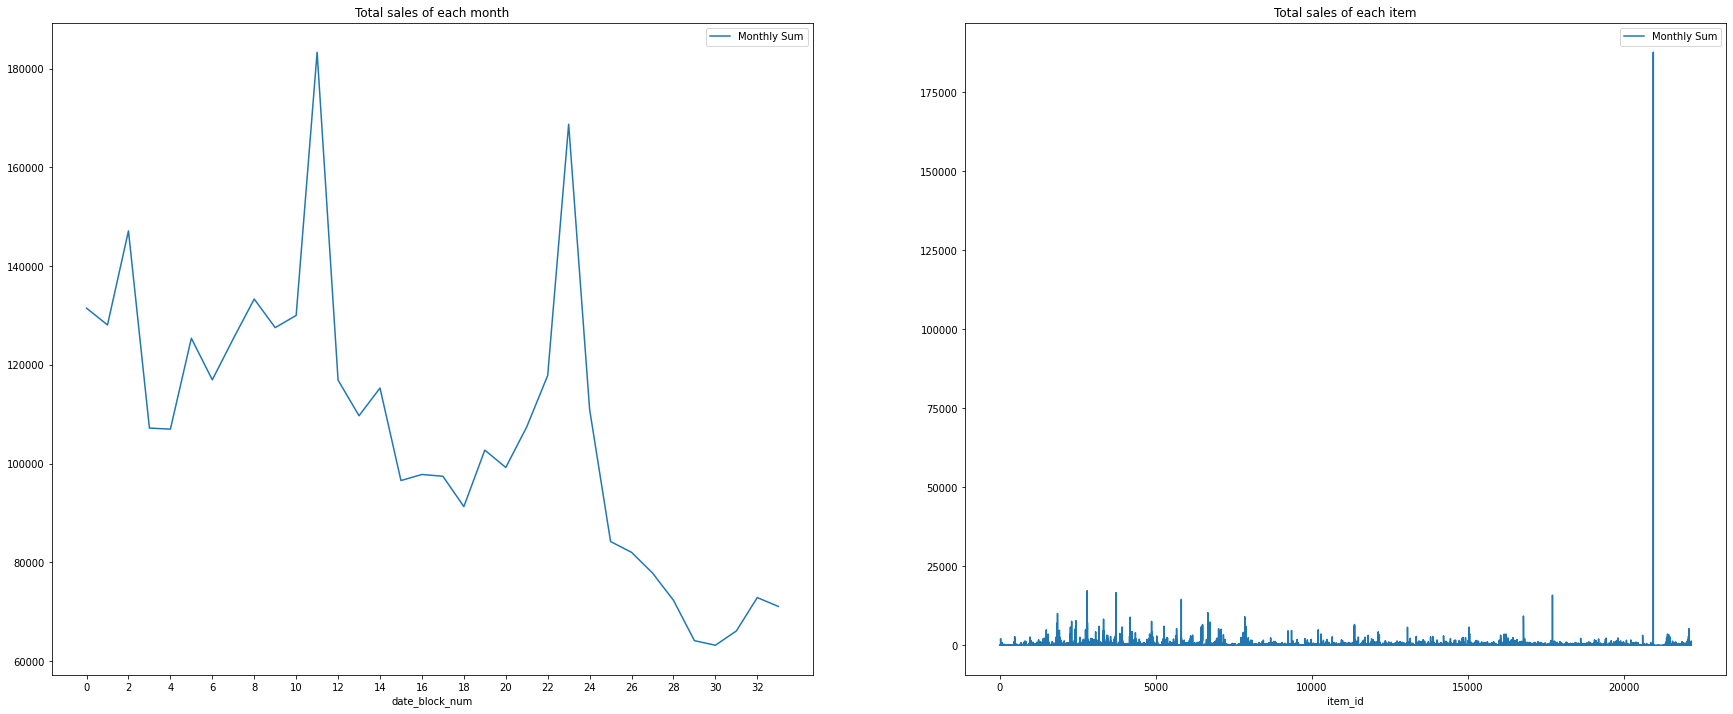 Total sales of each month
Monthly Sum
180000
160000
140000
120000
100000
80000
60000
0 2 4 6 8 10 12 14 16 18 20 22 24 26 28 30 32
date_block_num
Total sales of each item
Monthly Sum
175000
150000
125000
100000
75000
50000
25000
0
0 5000 10000 15000 20000
item_id